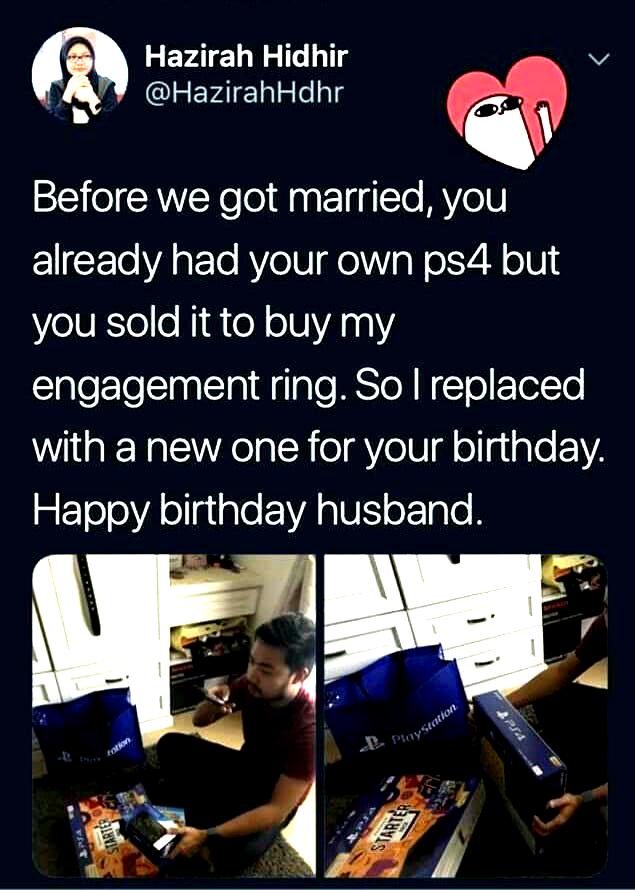 Hazirah Hidhir
@HazirahHdhr
Before we got married, you
already had your own ps4 but
you sold it to buy my
engagement ring. So I replaced
with a new one for your birthday.
Happy birthday husband.
PlayStation
PS4
STARTER
PlayStation
PS4
PS4
STARTER